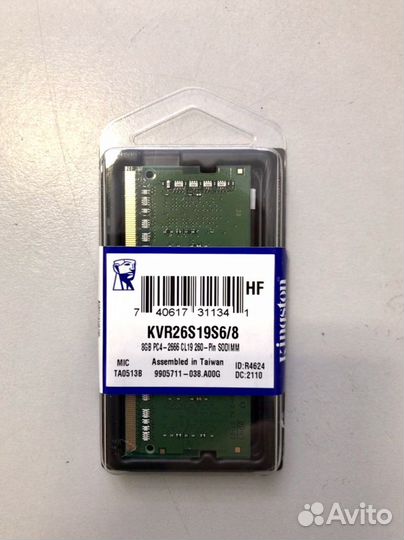 HF
7 40617 31134 1
KVR26S19S6/8
8GB PC4-2666 CL19 260-Pin SODIMM
MIC Assembled in Taiwan ID:R4624
TA0513B 9905711-038.A00G DC:2110
Kingston
Avito